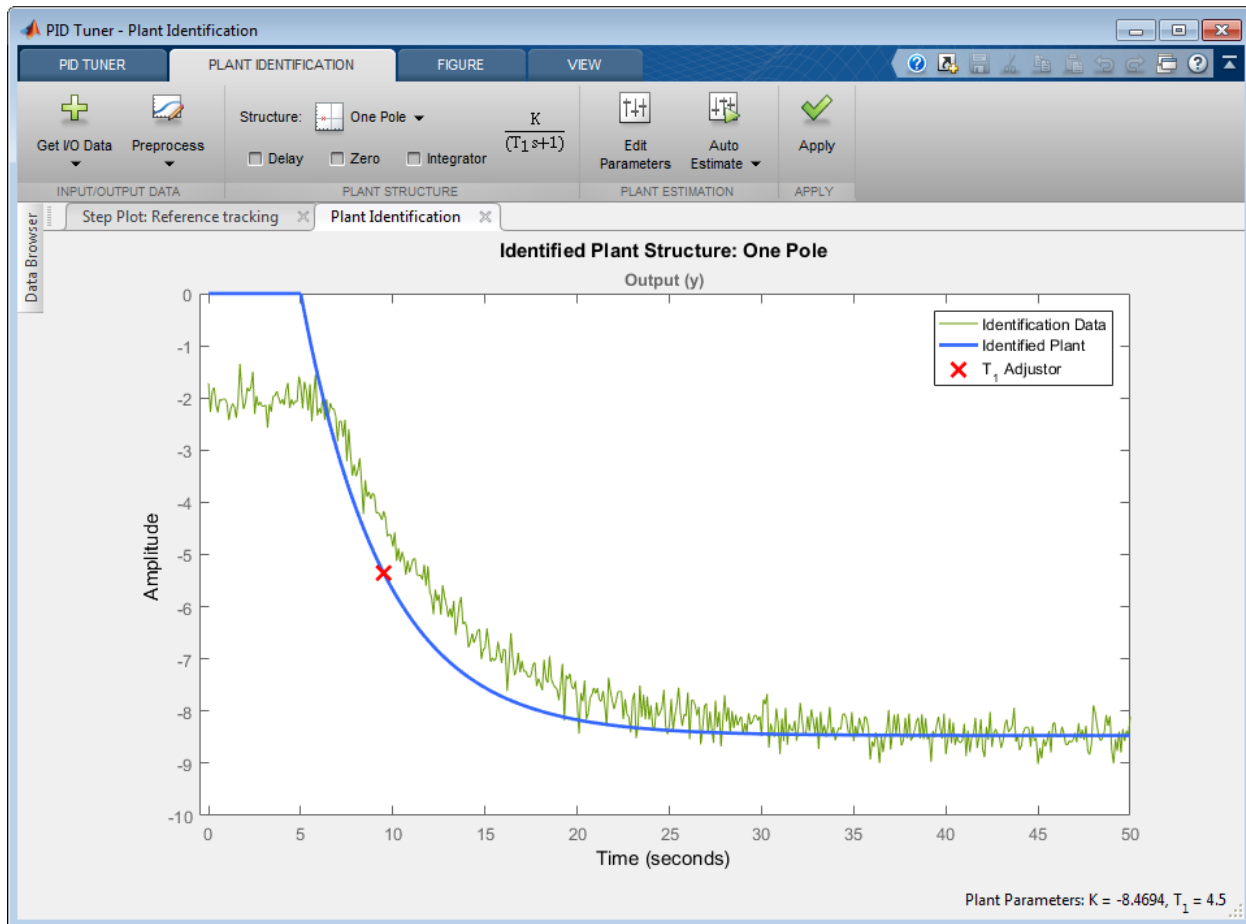 PID Tuner - Plant Identification
PID TUNER PLANT IDENTIFICATION FIGURE VIEW
Get I/O Data
Preprocess
Structure: One Pole
Delay Zero Integrator
K
(T1s+1)
Edit
Parameters
Auto
Estimate
Apply
INPUT/OUTPUT DATA PLANT STRUCTURE PLANT ESTIMATION APPLY
Data Browser
Step Plot: Reference tracking Plant Identification
Identified Plant Structure: One Pole
Output (y)
Identification Data
Identified Plant
T1 Adjustor
Amplitude
0
-1
-2
-3
-4
-5
-6
-7
-8
-9
-10
0 5 10 15 20 25 30 35 40 45 50
Time (seconds)
Plant Parameters: K = -8.4694, T1 = 4.5